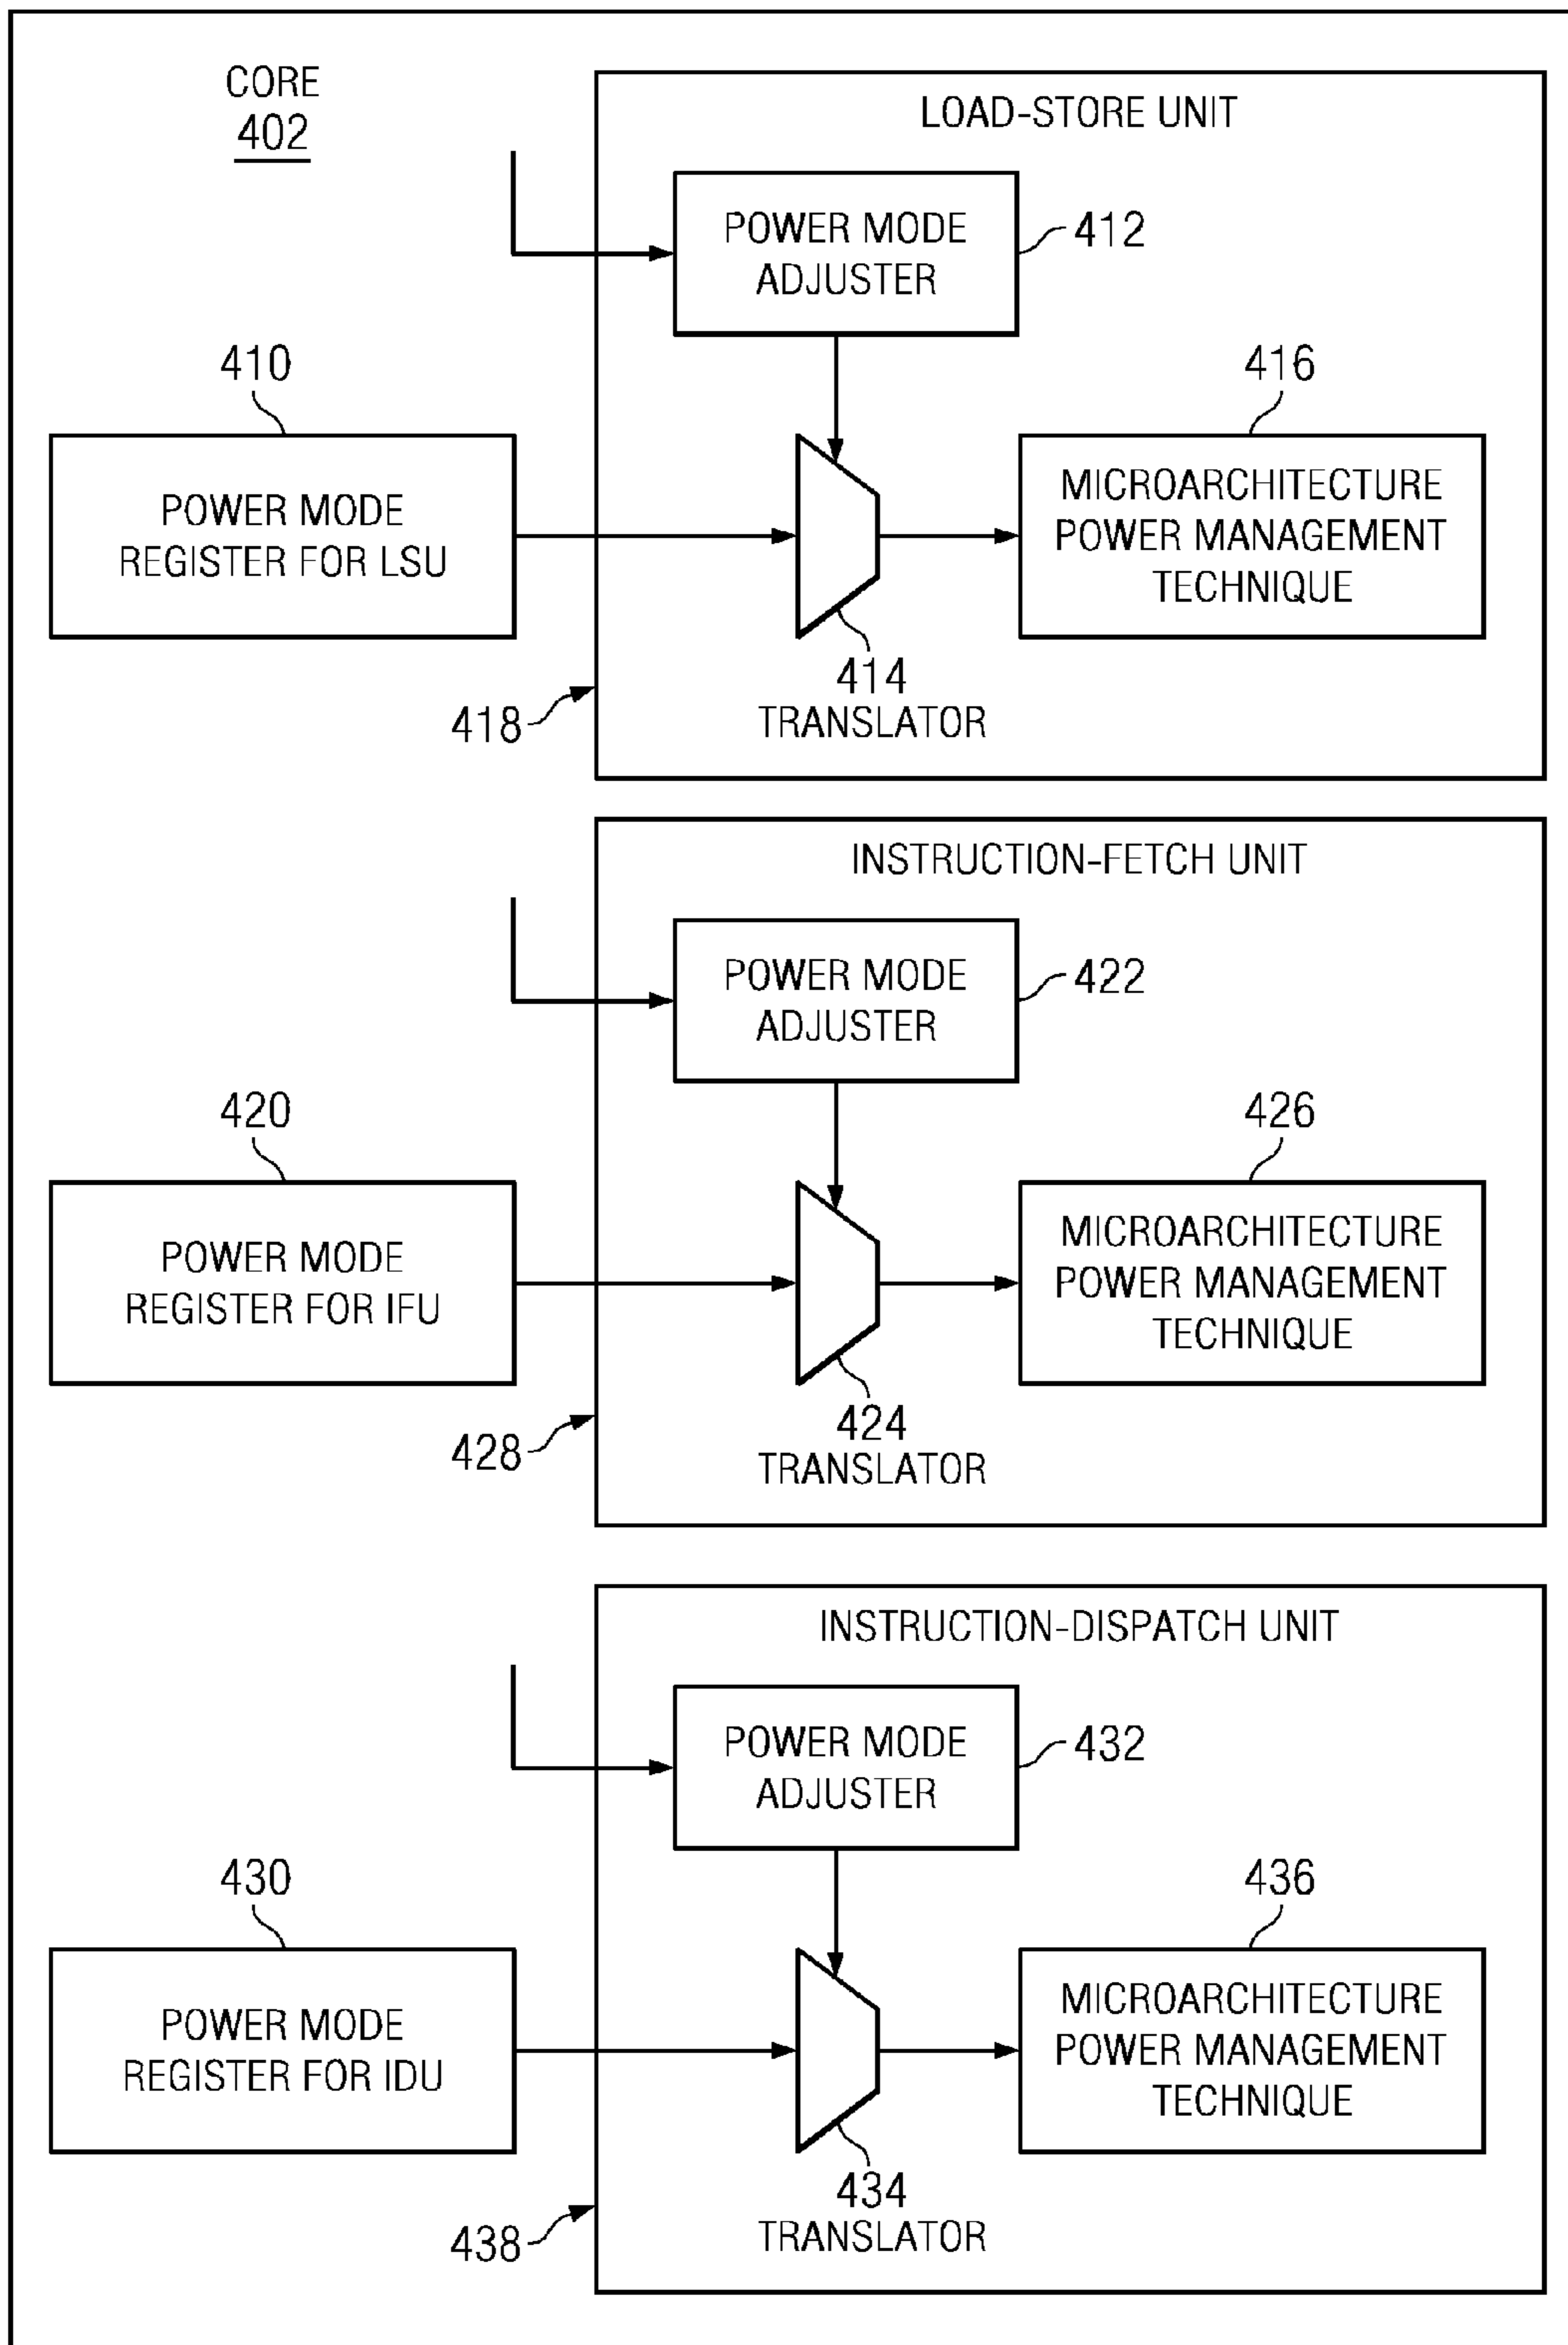 CORE
402
LOAD-STORE UNIT
POWER MODE
ADJUSTER
412
410
POWER MODE
REGISTER FOR LSU
416
MICROARCHITECTURE
POWER MANAGEMENT
TECHNIQUE
414
TRANSLATOR
418
INSTRUCTION-FETCH UNIT
POWER MODE
ADJUSTER
422
420
POWER MODE
REGISTER FOR IFU
426
MICROARCHITECTURE
POWER MANAGEMENT
TECHNIQUE
424
TRANSLATOR
428
INSTRUCTION-DISPATCH UNIT
POWER MODE
ADJUSTER
432
430
POWER MODE
REGISTER FOR IDU
436
MICROARCHITECTURE
POWER MANAGEMENT
TECHNIQUE
434
TRANSLATOR
438